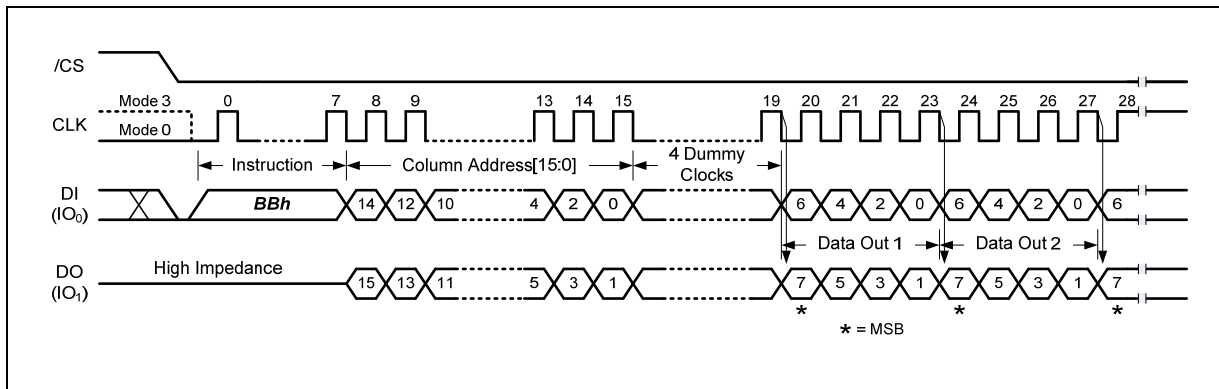 /CS
Mode 3 0 7 8 9 13 14 15 19 20 21 22 23 24 25 26 27 28
CLK
Mode 0
Instruction Column Address[15:0] 4 Dummy
Clocks
DI
(IO₀) BBh 14 12 10 4 2 0 6 4 2 0 6 4 2 0 6
Data Out 1 Data Out 2
High Impedance
DO
(IO₁) 15 13 11 5 3 1 7 5 3 1 7 5 3 1 7
* * *
* = MSB